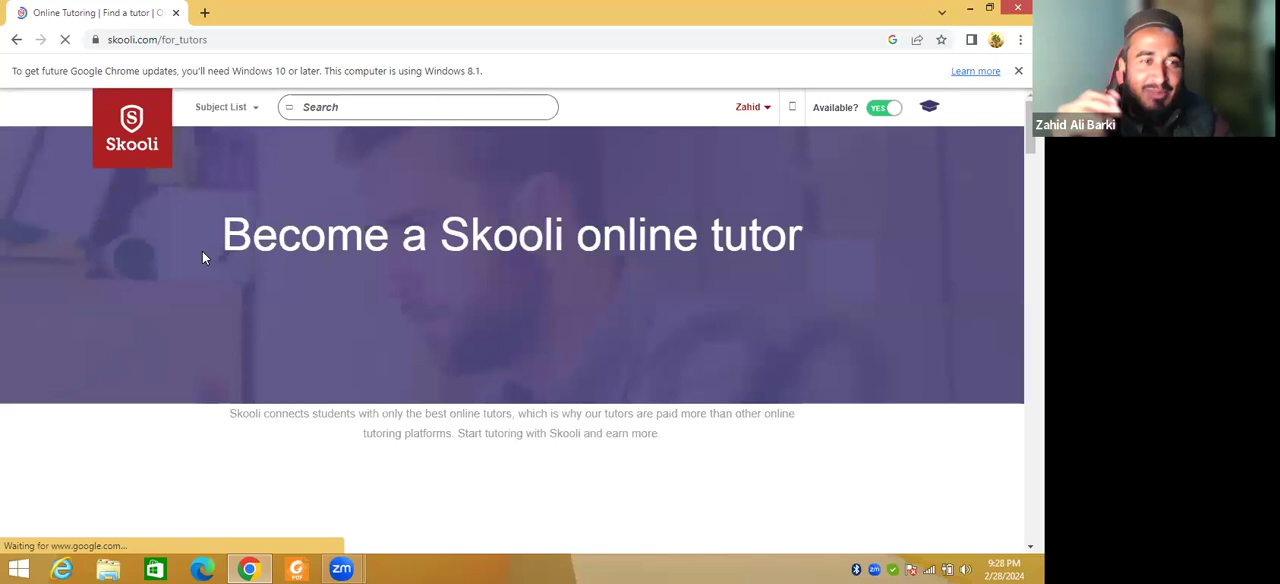 Online Tutoring | Find a tutor | O
skooli.com/for_tutors
To get future Google Chrome updates, you'll need Windows 10 or later. This computer is using Windows 8.1.
Learn more
Skooli
Subject List
Search
Zahid
Available?
YES
Zahid Ali Barki
Become a Skooli online tutor
Skooli connects students with only the best online tutors, which is why our tutors are paid more than other online
tutoring platforms. Start tutoring with Skooli and earn more.
Waiting for www.google.com...
PDF
zm
zm
9:28 PM
2/28/2024